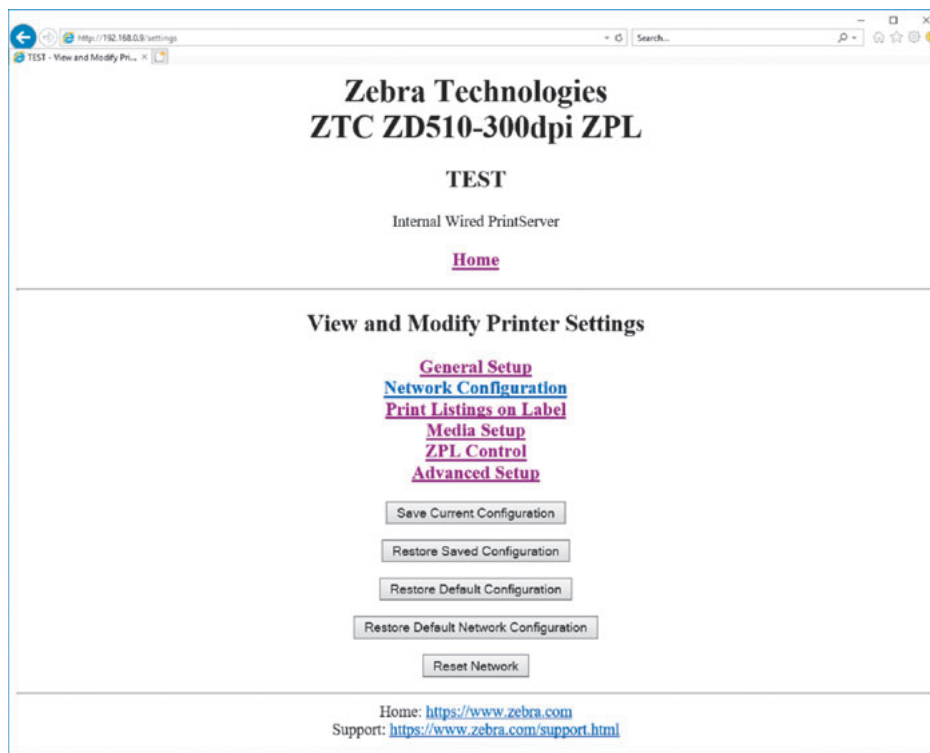 http://192.168.0.9/settings
Search...
TEST - View and Modify Pri...
Zebra Technologies
ZTC ZD510-300dpi ZPL
TEST
Internal Wired PrintServer
Home
View and Modify Printer Settings
General Setup
Network Configuration
Print Listings on Label
Media Setup
ZPL Control
Advanced Setup
Save Current Configuration
Restore Saved Configuration
Restore Default Configuration
Restore Default Network Configuration
Reset Network
Home: https://www.zebra.com
Support: https://www.zebra.com/support.html